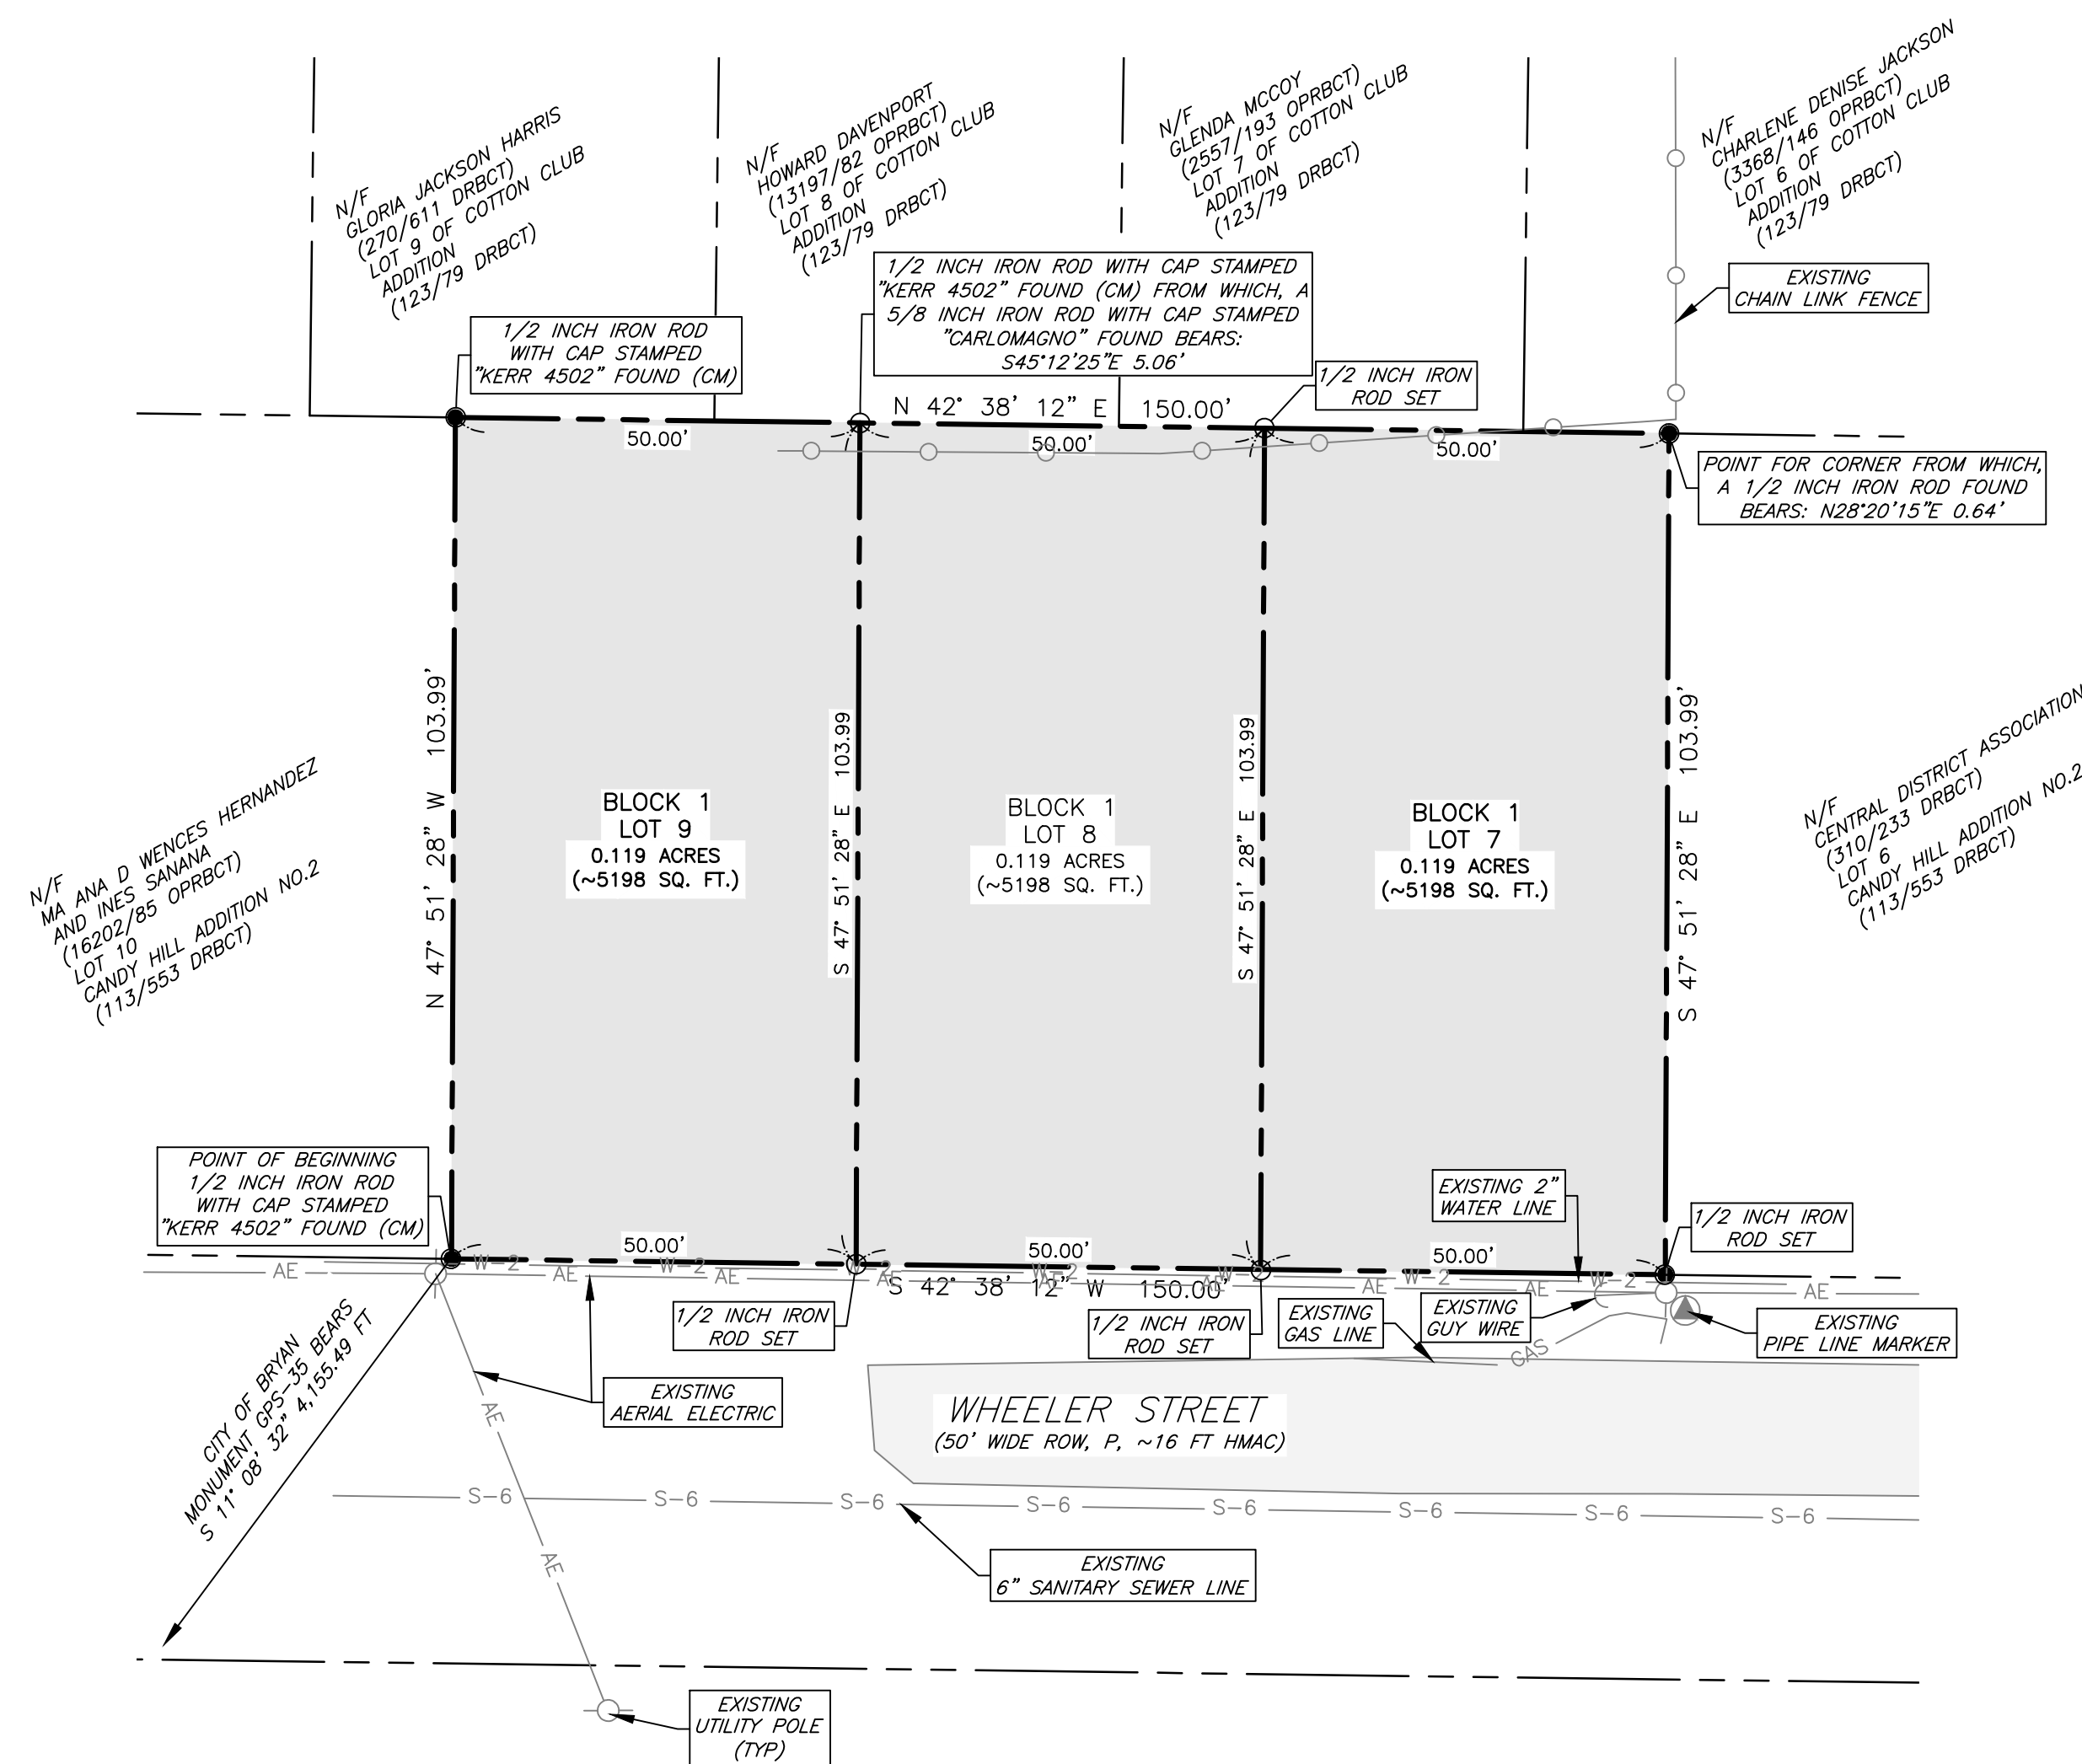 N/F
GLORIA JACKSON HARRIS
(270/611 DRBCT)
LOT 9 OF COTTON CLUB
ADDITION
(123/79 DRBCT)
N/F
HOWARD DAVENPORT
(13197/82 OPRBCT)
LOT 8 OF COTTON CLUB
ADDITION
(123/79 DRBCT)
N/F
GLENDA MCCOY
(2557/193 OPRBCT)
LOT 7 OF COTTON CLUB
ADDITION
(123/79 DRBCT)
N/F
CHARLENE DENISE JACKSON
(3368/146 OPRBCT)
LOT 6 OF COTTON CLUB
ADDITION
(123/79 DRBCT)
1/2 INCH IRON ROD
WITH CAP STAMPED
"KERR 4502" FOUND (CM)
1/2 INCH IRON ROD WITH CAP STAMPED
"KERR 4502" FOUND (CM) FROM WHICH, A
5/8 INCH IRON ROD WITH CAP STAMPED
"CARLOMAGNO" FOUND BEARS:
S45°12'25"E 5.06'
1/2 INCH IRON
ROD SET
EXISTING
CHAIN LINK FENCE
N 42° 38' 12" E 150.00'
50.00'
50.00'
50.00'
POINT FOR CORNER FROM WHICH,
A 1/2 INCH IRON ROD FOUND
BEARS: N28°20'15"E 0.64'
N 47° 51' 28" W 103.99'
S 47° 51' 28" E 103.99
S 47° 51' 28" E 103.99
S 47° 51' 28" E 103.99'
BLOCK 1
LOT 9
0.119 ACRES
(~5198 SQ. FT.)
BLOCK 1
LOT 8
0.119 ACRES
(~5198 SQ. FT.)
BLOCK 1
LOT 7
0.119 ACRES
(~5198 SQ. FT.)
N/F
MA ANA D WENCES HERNANDEZ
AND INES SANANA
(16202/85 OPRBCT)
LOT 10
CANDY HILL ADDITION NO.2
(113/553 DRBCT)
N/F
CENTRAL DISTRICT ASSOCIATION
(310/233 DRBCT)
LOT 6
CANDY HILL ADDITION NO.2
(113/553 DRBCT)
POINT OF BEGINNING
1/2 INCH IRON ROD
WITH CAP STAMPED
"KERR 4502" FOUND (CM)
EXISTING 2"
WATER LINE
1/2 INCH IRON
ROD SET
50.00'
50.00'
50.00'
W-2
W-2
W-2
W-2
W-2
W-2
W-2
AE
AE
AE
AE
AE
AE
AE
AE
AE
S 42° 38' 12" W 150.00'
1/2 INCH IRON
ROD SET
1/2 INCH IRON
ROD SET
EXISTING
GAS LINE
EXISTING
GUY WIRE
EXISTING
PIPE LINE MARKER
GAS
CITY OF BRYAN
MONUMENT GPS-35 BEARS
S 11° 08' 32" 4,155.49 FT
EXISTING
AERIAL ELECTRIC
AE
AE
WHEELER STREET
(50' WIDE ROW, P, ~16 FT HMAC)
S-6
S-6
S-6
S-6
S-6
S-6
S-6
S-6
EXISTING
6" SANITARY SEWER LINE
EXISTING
UTILITY POLE
(TYP)